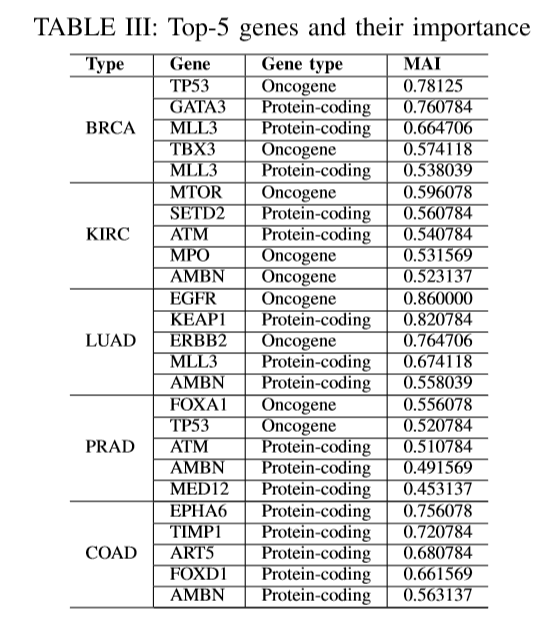 TABLE III: Top-5 genes and their importance
Type Gene Gene type MAI
BRCA TP53 Oncogene 0.78125
GATA3 Protein-coding 0.760784
MLL3 Protein-coding 0.664706
TBX3 Oncogene 0.574118
MLL3 Protein-coding 0.538039
KIRC MTOR Oncogene 0.596078
SETD2 Protein-coding 0.560784
ATM Protein-coding 0.540784
MPO Oncogene 0.531569
AMBN Oncogene 0.523137
LUAD EGFR Oncogene 0.860000
KEAP1 Protein-coding 0.820784
ERBB2 Oncogene 0.764706
MLL3 Protein-coding 0.674118
AMBN Protein-coding 0.558039
PRAD FOXA1 Oncogene 0.556078
TP53 Oncogene 0.520784
ATM Protein-coding 0.510784
AMBN Protein-coding 0.491569
MED12 Protein-coding 0.453137
COAD EPHA6 Protein-coding 0.756078
TIMP1 Protein-coding 0.720784
ART5 Protein-coding 0.680784
FOXD1 Protein-coding 0.661569
AMBN Protein-coding 0.563137